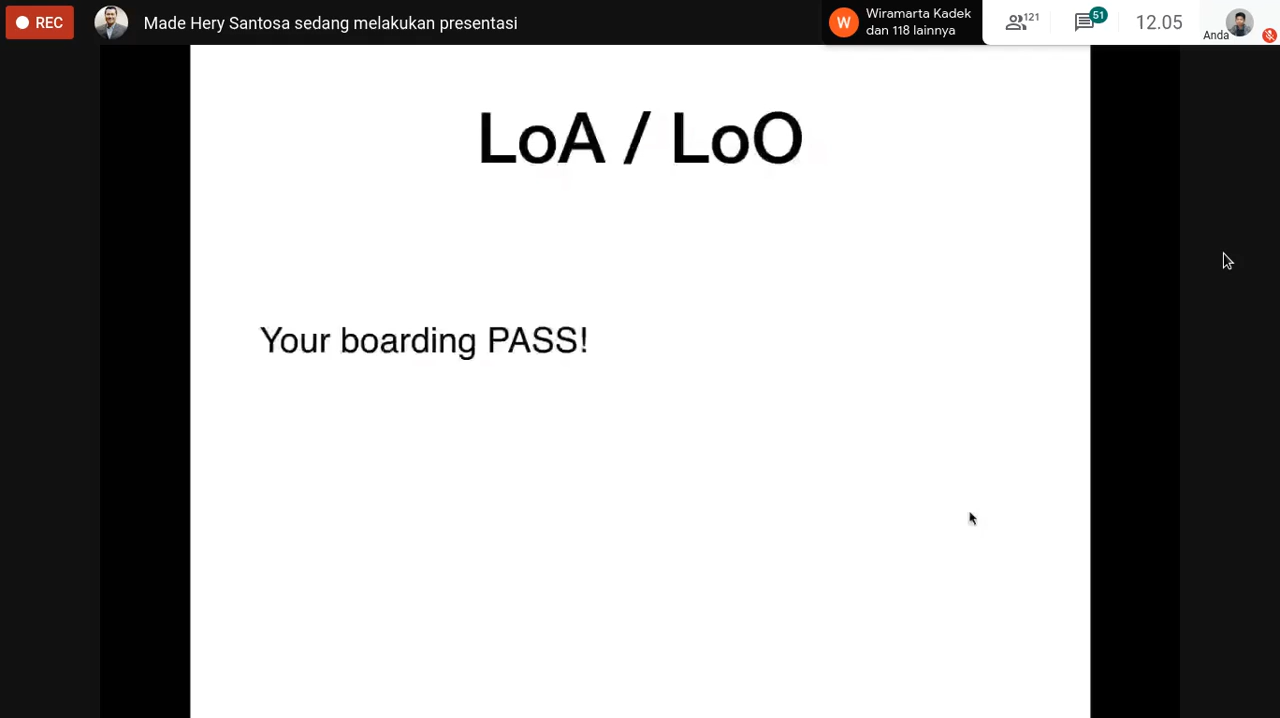 REC
Made Hery Santosa sedang melakukan presentasi
W
Wiramarta Kadek
dan 118 lainnya
121
51
12.05
Anda
LoA / LoO
Your boarding PASS!